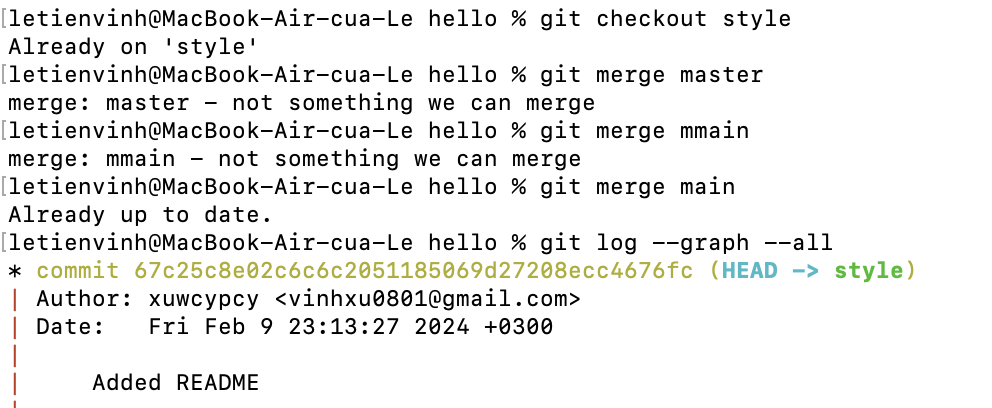 [letienvinh@MacBook-Air-cua-Le hello % git checkout style
Already on 'style'
[letienvinh@MacBook-Air-cua-Le hello % git merge master
merge: master - not something we can merge
[letienvinh@MacBook-Air-cua-Le hello % git merge mmain
merge: mmain - not something we can merge
[letienvinh@MacBook-Air-cua-Le hello % git merge main
Already up to date.
[letienvinh@MacBook-Air-cua-Le hello % git log --graph --all
* commit 67c25c8e02c6c6c2051185069d27208ecc4676fc (HEAD -> style)
| Author: xuwcypcy <vinhxu0801@gmail.com>
| Date:   Fri Feb 9 23:13:27 2024 +0300
|
|     Added README
|